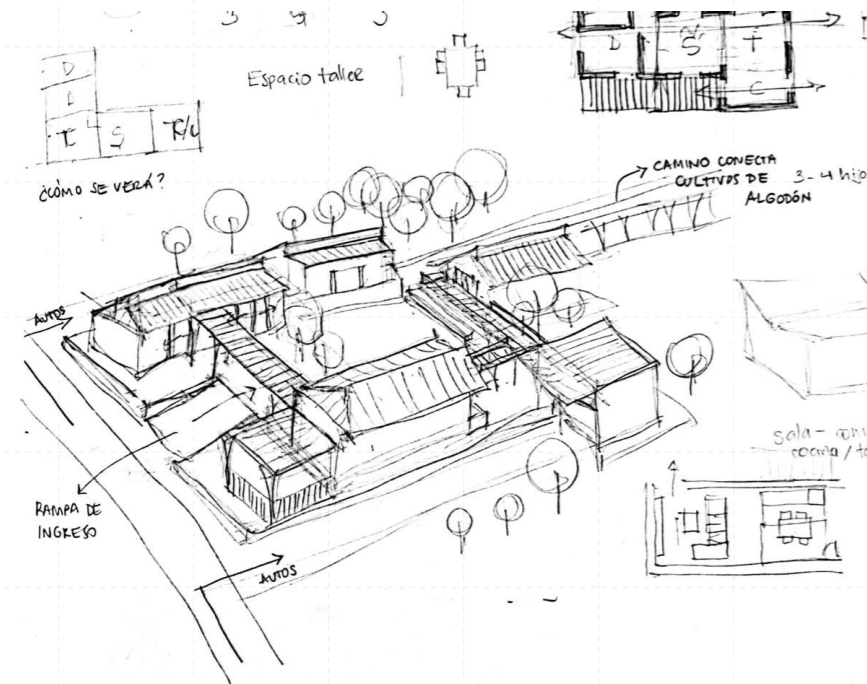 Espacio taller
D
D
S
D
S
T
C
¿CÓMO SE VERÁ?
CAMINO CONECTA
CULTIVOS DE
ALGODÓN
3-4 hijo
AUTOS
RAMPA DE
INGRESO
AUTOS
sala -
cocina /